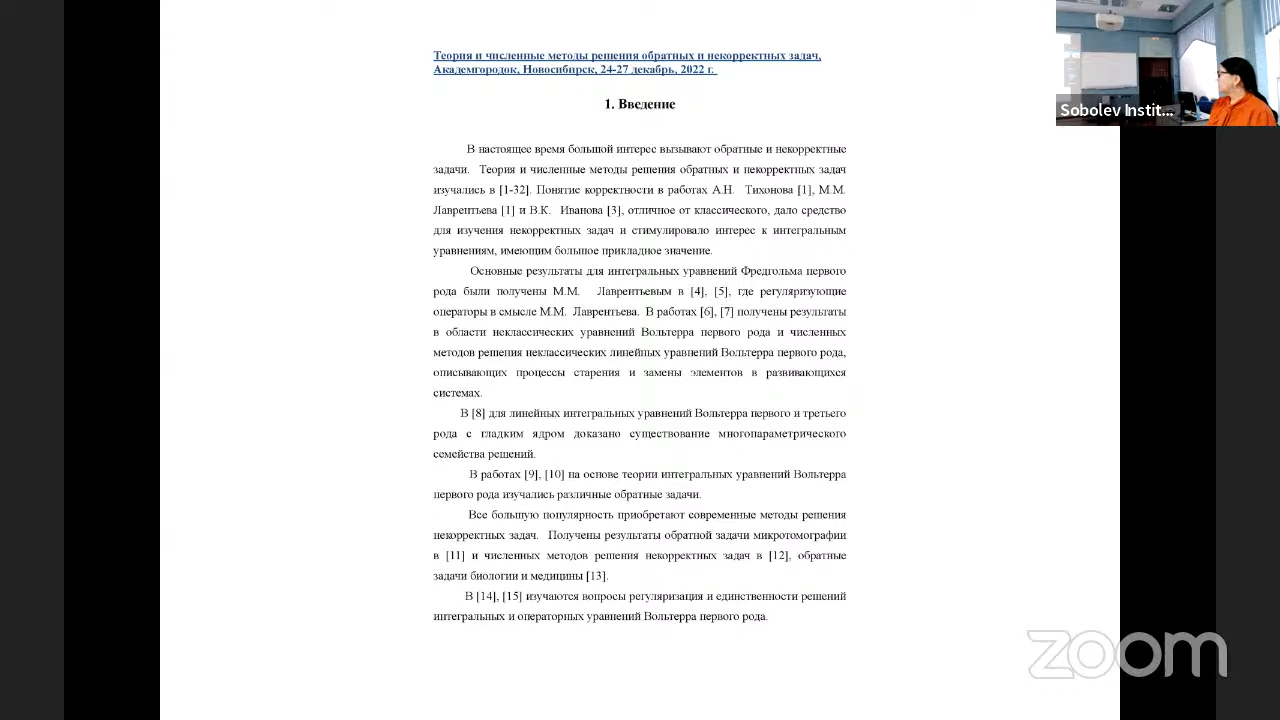 Теория и численные методы решения обратных и некорректных задач,
Академгородок, Новосибирск, 24-27 декабрь, 2022 г.
1. Введение
В настоящее время большой интерес вызывают обратные и некорректные
задачи. Теория и численные методы решения обратных и некорректных задач
изучались в [1-32]. Понятие корректности в работах А.Н. Тихонова [1], М.М.
Лаврентьева [1] и В.К. Иванова [3], отличное от классического, дало средство
для изучения некорректных задач и стимулировало интерес к интегральным
уравнениям, имеющим большое прикладное значение.
Основные результаты для интегральных уравнений Фредгольма первого
рода были получены М.М. Лаврентьевым в [4], [5], где регуляризующие
операторы в смысле М.М. Лаврентьева. В работах [6], [7] получены результаты
в области неклассических уравнений Вольтерра первого рода и численных
методов решения неклассических линейных уравнений Вольтерра первого рода,
описывающих процессы старения и замены элементов в развивающихся
системах.
В [8] для линейных интегральных уравнений Вольтерра первого и третьего
рода с гладким ядром доказано существование многопараметрического
семейства решений.
В работах [9], [10] на основе теории интегральных уравнений Вольтерра
первого рода изучались различные обратные задачи.
Все большую популярность приобретают современные методы решения
некорректных задач. Получены результаты обратной задачи микротомографии
в [11] и численных методов решения некорректных задач в [12], обратные
задачи биологии и медицины [13].
В [14], [15] изучаются вопросы регуляризация и единственности решений
интегральных и операторных уравнений Вольтерра первого рода.
Sobolev Instit...
zoom